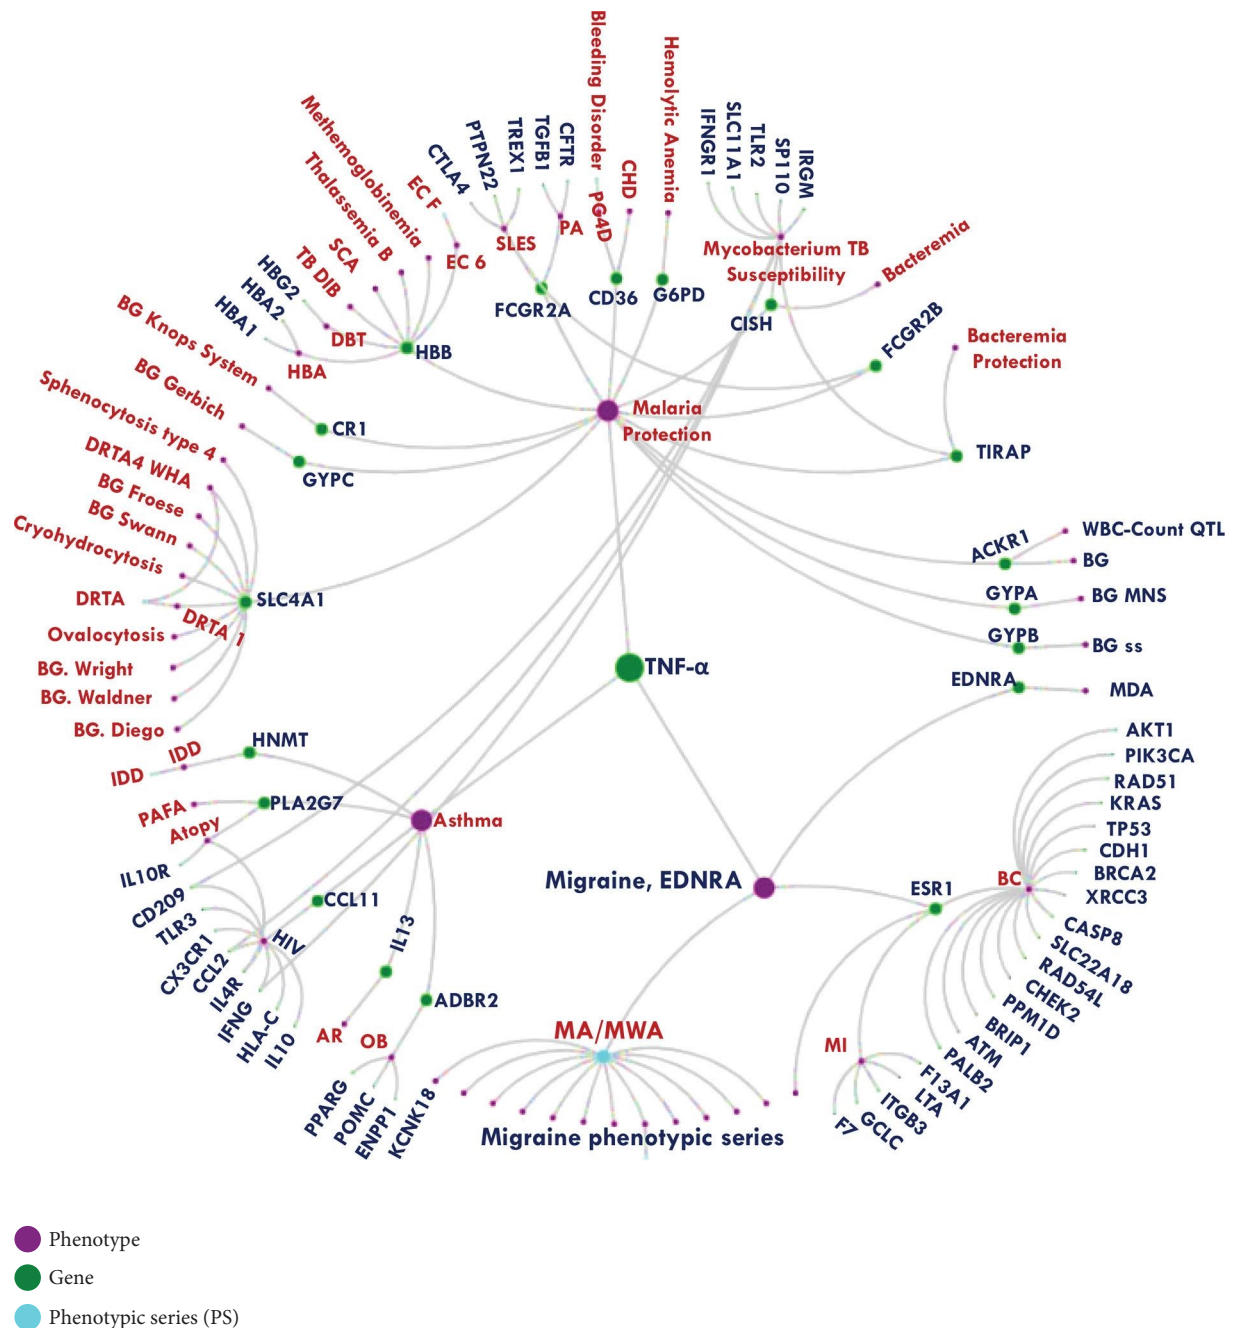 Bleeding Disorder
PG4D
Hemolytic Anemia
CHD
Methemoglobinemia
Thalassemia B
EC F
EC 6
SCA
TB DIB
CTLA4
PTPN22
TREX1
TGFB1
CFTR
SLES
PA
FCGR2A
CD36
G6PD
IFNGR1
SLC11A1
TLR2
SP110
IRGM
Mycobacterium TB
Susceptibility
Bacteremia
CISH
FCGR2B
Bacteremia
Protection
TIRAP
HBG2
HBA2
HBA1
DBT
HBA
HBB
BG Knops System
BG Gerbich
CR1
GYPC
Malaria
Protection
Sphenocytosis type 4
DRTA4 WHA
BG Froese
BG Swann
Cryohydrocytosis
DRTA
DRTA 1
SLC4A1
Ovalocytosis
BG. Wright
BG. Waldner
BG. Diego
ACKR1
WBC-Count QTL
BG
GYPA
BG MNS
GYPB
BG ss
EDNRA
MDA
TNF-α
HNMT
IDD
IDD
PLA2G7
PAFA
Atopy
Asthma
IL10R
CD209
TLR3
CX3CR1
CCL2
IL4R
IFNG
HLA-C
IL10
HIV
CCL11
IL13
AR
ADBR2
OB
PPARG
POMC
ENPP1
KCNK18
Migraine, EDNRA
MA/MWA
Migraine phenotypic series
ESR1
BC
AKT1
PIK3CA
RAD51
KRAS
TP53
CDH1
BRCA2
XRCC3
CASP8
SLC22A18
RAD54L
CHEK2
PPM1D
BRIP1
ATM
PALB2
MI
F13A1
LTA
ITGB3
GCLC
F7
Phenotype
Gene
Phenotypic series (PS)